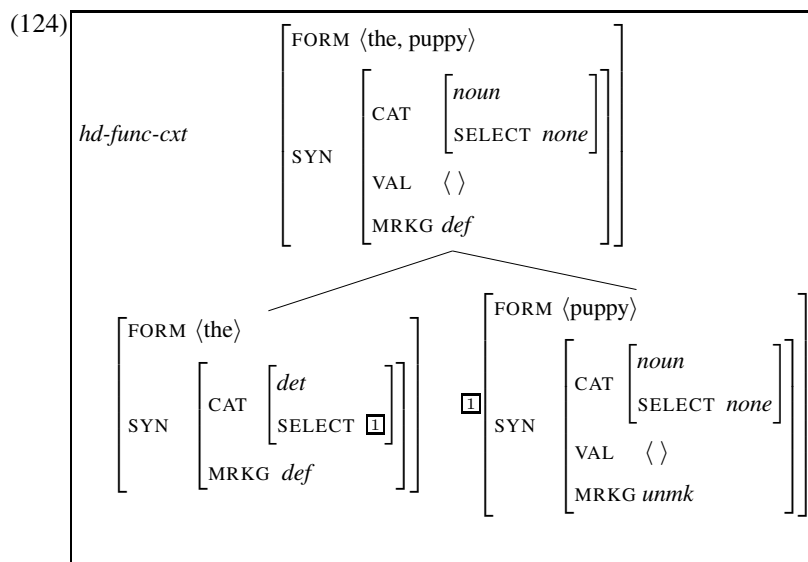 (124)
FORM ⟨the, puppy⟩
noun
CAT
SELECT none
hd-func-cxt
SYN
VAL ⟨ ⟩
MRKG def
FORM ⟨the⟩
det
CAT
SELECT 1
SYN
MRKG def
FORM ⟨puppy⟩
noun
CAT
SELECT none
1
SYN
VAL ⟨ ⟩
MRKG unmk